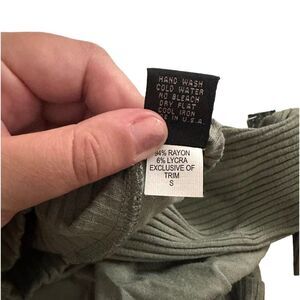 HAND WASH
COLD WATER
NO BLEACH
DRY FLAT
COOL IRON
IN U.S.A.
94% RAYON
6% LYCRA
EXCLUSIVE OF
TRIM
S